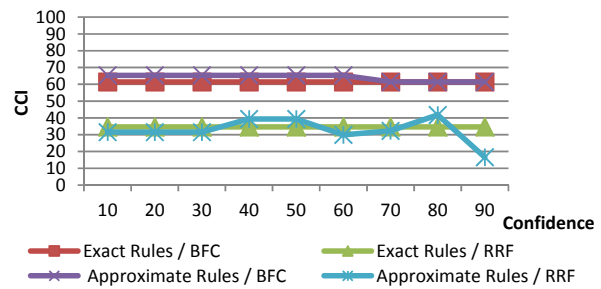 100
90
80
70
60
50
40
30
20
10
0
CCI
10 20 30 40 50 60 70 80 90
Confidence
Exact Rules / BFC Exact Rules / RRF
Approximate Rules / BFC Approximate Rules / RRF